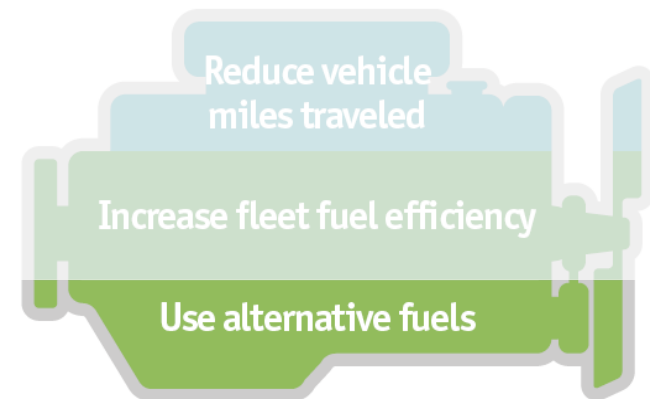 Reduce vehicle
miles traveled
Increase fleet fuel efficiency
Use alternative fuels